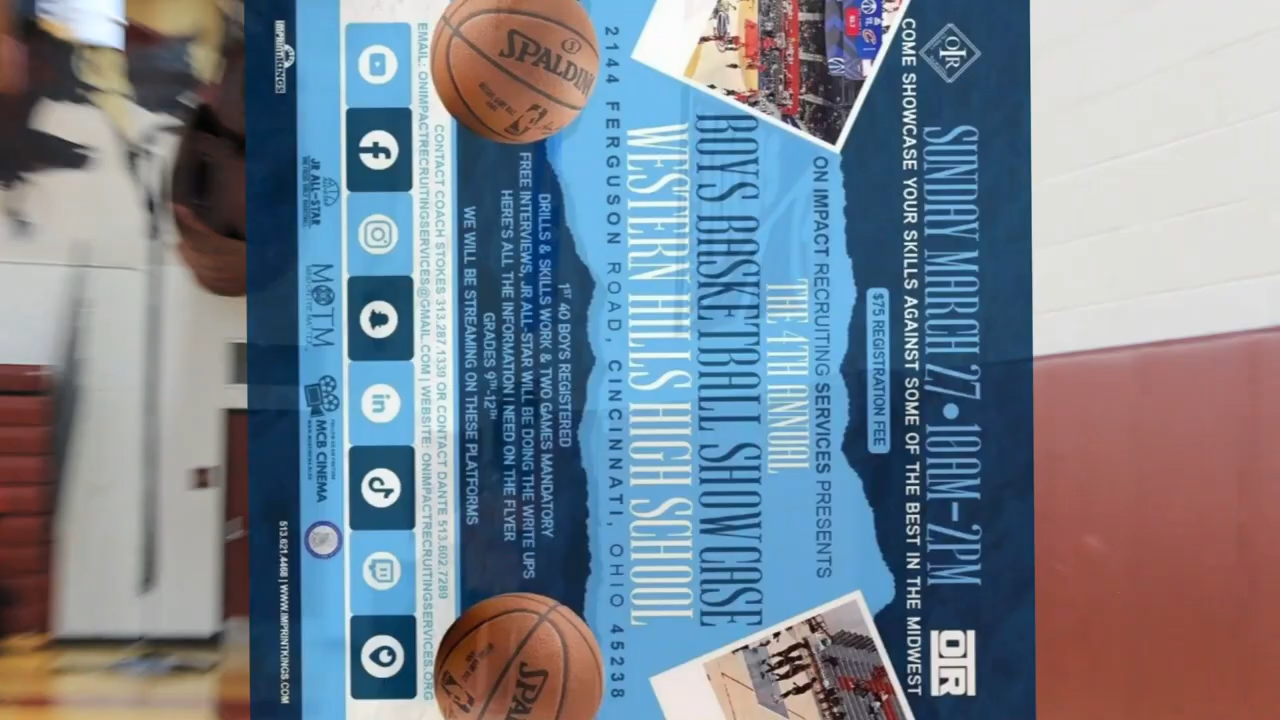 OTR
COME SHOWCASE YOUR SKILLS AGAINST SOME OF THE BEST IN THE MIDWEST
OTR
SUNDAY MARCH 27 • 10AM-2PM
$75 REGISTRATION FEE
ON IMPACT RECRUITING SERVICES PRESENTS
THE 4TH ANNUAL
BOYS BASKETBALL SHOWCASE
WESTERN HILLS HIGH SCHOOL
2144 FERGUSON ROAD, CINCINNATI, OHIO 45238
SPALDING
1ST 40 BOYS REGISTERED
DRILLS & SKILLS WORK & TWO GAMES MANDATORY
FREE INTERVIEWS, JR ALL-STAR WILL BE DOING THE WRITE UPS
HERE'S ALL THE INFORMATION I NEED ON THE FLYER
GRADES 9TH-12TH
WE WILL BE STREAMING ON THESE PLATFORMS
CONTACT COACH STOKES 313.287.1339 OR CONTACT DANTE 513.602.7289
EMAIL: ONIMPACTRECRUITINGSERVICES@GMAIL.COM | WEBSITE: ONIMPACTRECRUITINGSERVICES.ORG
JR ALL-STAR
MOTM
MCB CINEMA
IMPRINTKINGS
513.621.4468 | WWW.IMPRINTKINGS.COM